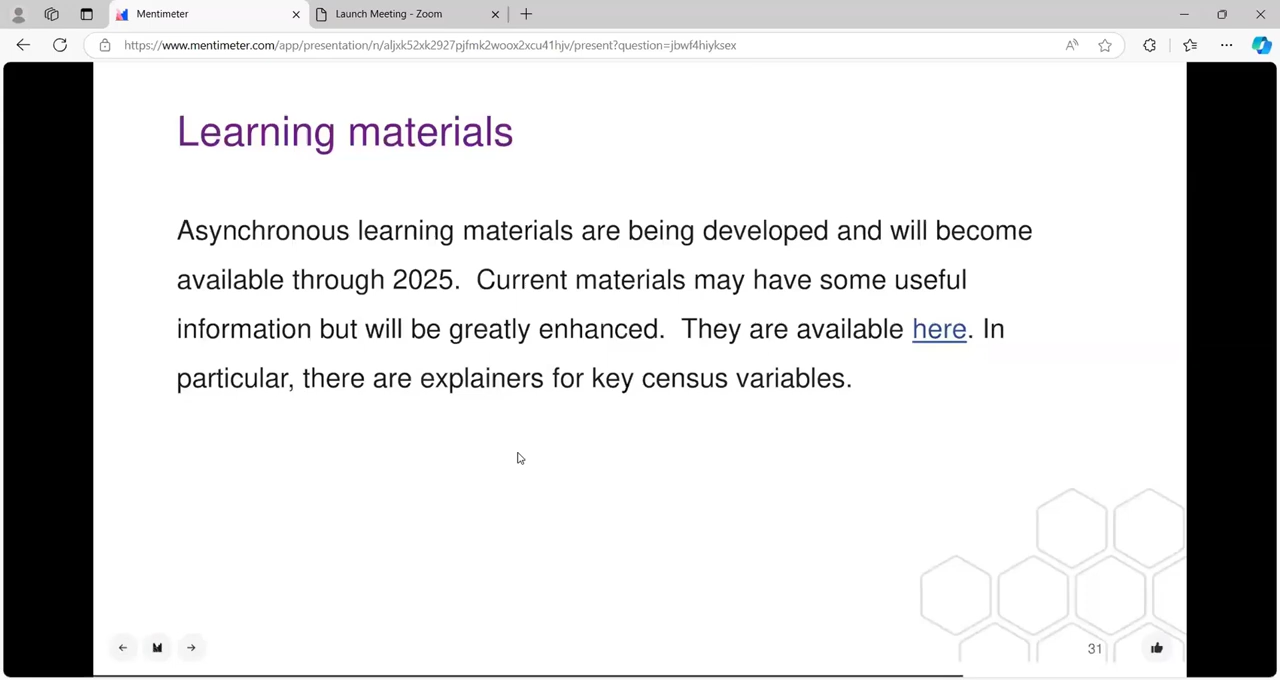 Mentimeter
Launch Meeting - Zoom
https://www.mentimeter.com/app/presentation/n/aljxk52xk2927pjfmk2woox2xcu41hjv/present?question=jbwf4hiyksex
Learning materials
Asynchronous learning materials are being developed and will become
available through 2025.  Current materials may have some useful
information but will be greatly enhanced.  They are available here. In
particular, there are explainers for key census variables.
31